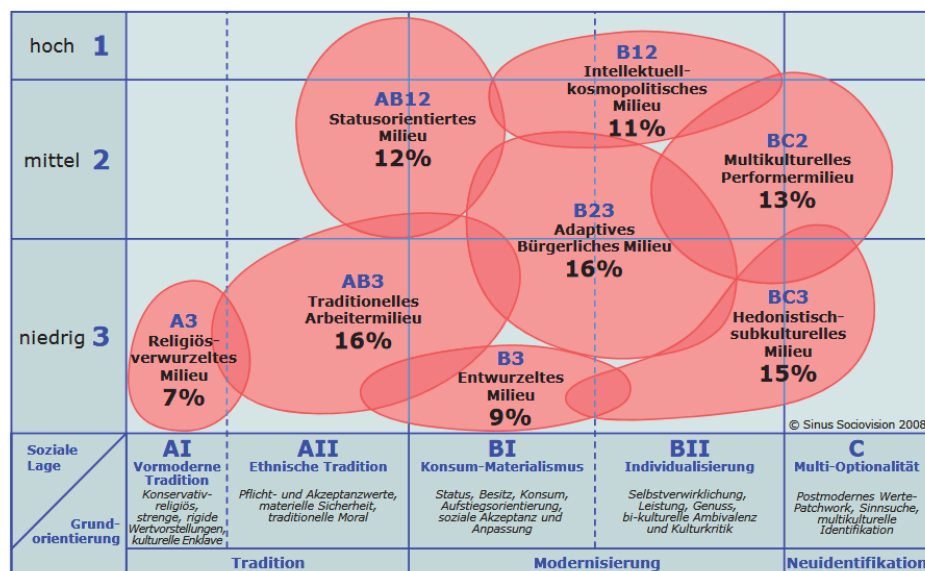 hoch 1
mittel 2
niedrig 3
AB12
Statusorientiertes
Milieu
12%
B12
Intellektuell-
kosmopolitisches
Milieu
11%
BC2
Multikulturelles
Performermilieu
13%
B23
Adaptives
Bürgerliches Milieu
16%
A3
Religiös-
verwurzeltes
Milieu
7%
AB3
Traditionelles
Arbeitermilieu
16%
B3
Entwurzeltes
Milieu
9%
BC3
Hedonistisch-
subkulturelles
Milieu
15%
© Sinus Sociovision 2008
Soziale
Lage
Grund-
orientierung
AI
Vormoderne
Tradition
Konservativ-
religiös,
strenge, rigide
Wertvorstellungen,
kulturelle Enklave
AII
Ethnische Tradition
Pflicht- und Akzeptanzwerte,
materielle Sicherheit,
traditionelle Moral
BI
Konsum-Materialismus
Status, Besitz, Konsum,
Aufstiegsorientierung,
soziale Akzeptanz und
Anpassung
BII
Individualisierung
Selbstverwirklichung,
Leistung, Genuss,
bi-kulturelle Ambivalenz
und Kulturkritik
C
Multi-Optionalität
Postmodernes Werte-
Patchwork, Sinnsuche,
multikulturelle
Identifikation
Tradition
Modernisierung
Neuidentifikation